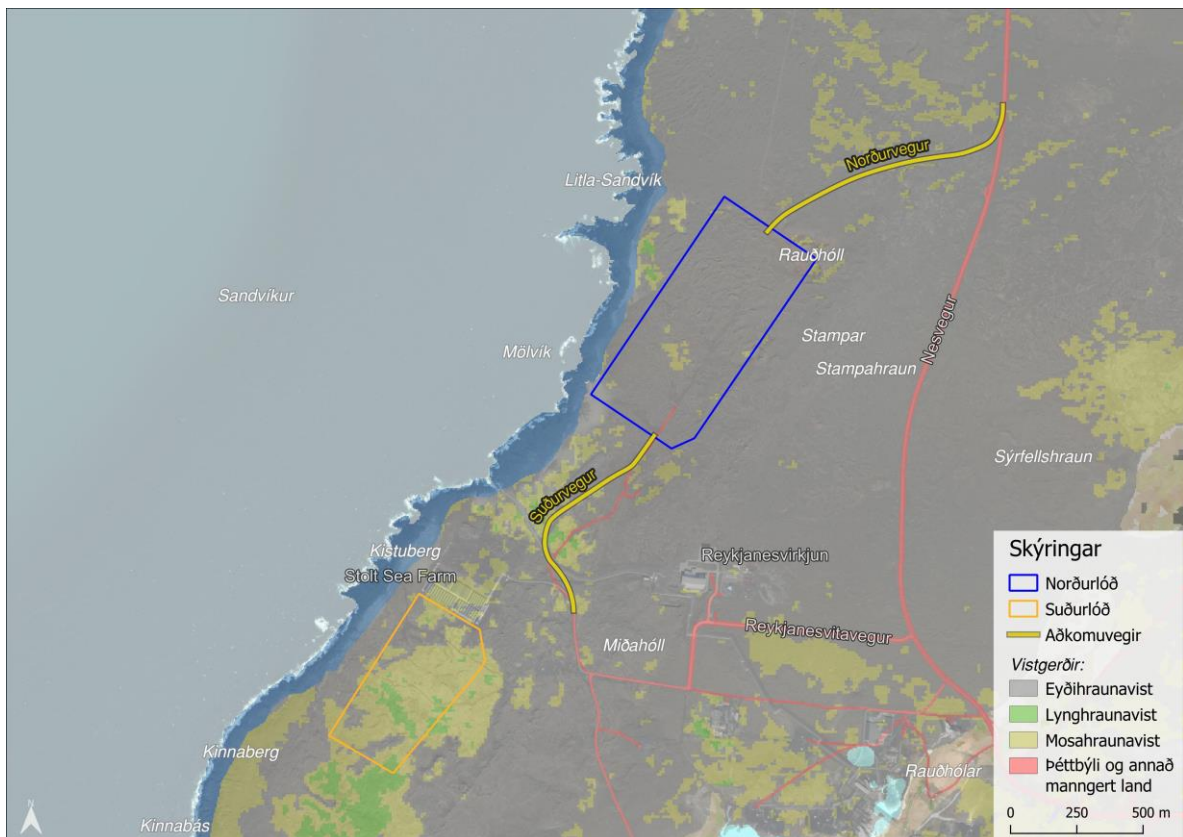 Norðurvegur
Litla-Sandvík
Rauðhóll
Sandvíkur
Nesvegur
Stampar
Mölvík
Stampahraun
Sýrfellshraun
Suðurvegur
Kistuberg
Stolt Sea Farm
Reykjanesvirkjun
Reykjanesvitavegur
Miðahóll
Kinnaberg
Rauðhólar
Kinnabás
N
Skýringar
Norðurlóð
Suðurlóð
Aðkomuvegir
Vistgerðir:
Eyðihraunavist
Lynghraunavist
Mosahraunavist
Þéttbýli og annað
manngert land
0 250 500 m